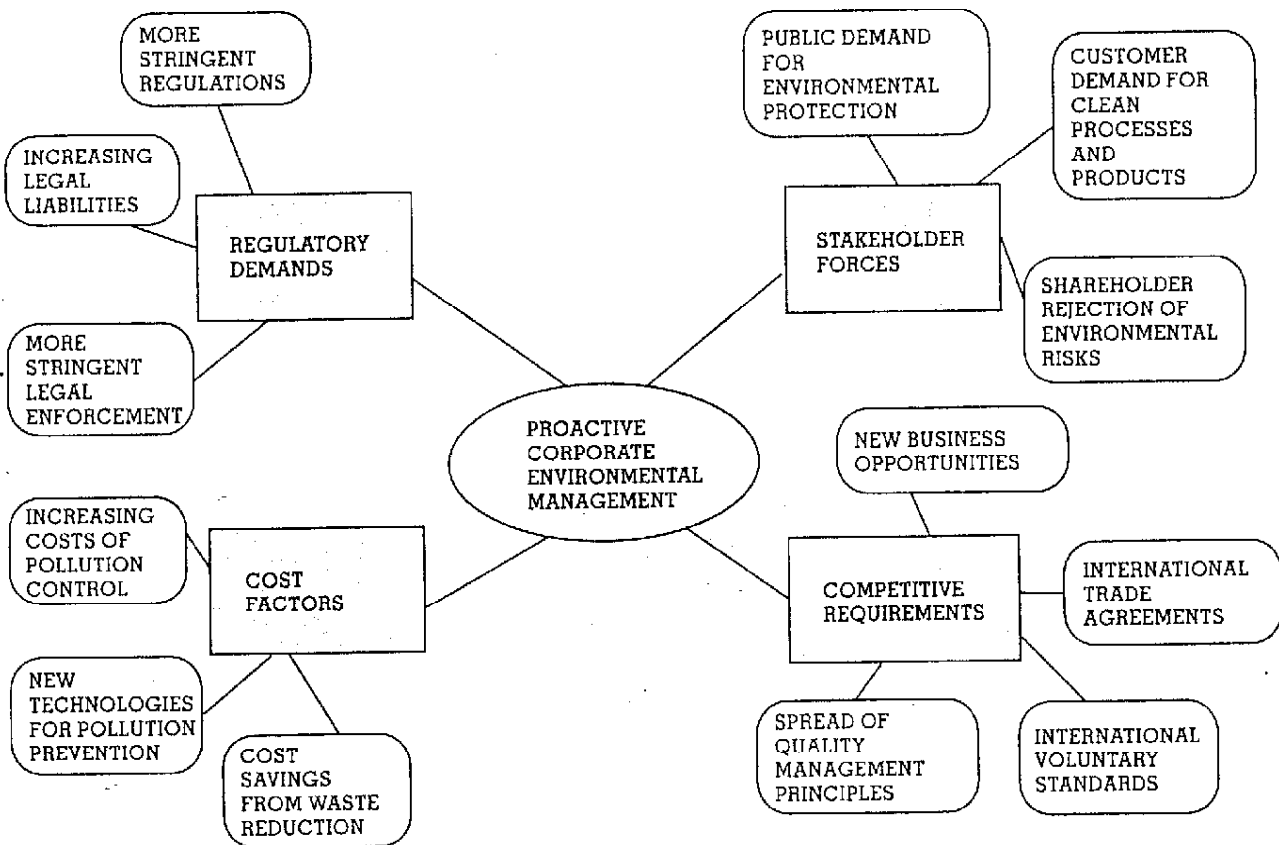 MORE
STRINGENT
REGULATIONS
INCREASING
LEGAL
LIABILITIES
REGULATORY
DEMANDS
MORE
STRINGENT
LEGAL
ENFORCEMENT
PUBLIC DEMAND
FOR
ENVIRONMENTAL
PROTECTION
CUSTOMER
DEMAND FOR
CLEAN
PROCESSES
AND
PRODUCTS
STAKEHOLDER
FORCES
SHAREHOLDER
REJECTION OF
ENVIRONMENTAL
RISKS
PROACTIVE
CORPORATE
ENVIRONMENTAL
MANAGEMENT
INCREASING
COSTS OF
POLLUTION
CONTROL
COST
FACTORS
NEW
TECHNOLOGIES
FOR POLLUTION
PREVENTION
COST
SAVINGS
FROM WASTE
REDUCTION
NEW BUSINESS
OPPORTUNITIES
COMPETITIVE
REQUIREMENTS
INTERNATIONAL
TRADE
AGREEMENTS
SPREAD OF
QUALITY
MANAGEMENT
PRINCIPLES
INTERNATIONAL
VOLUNTARY
STANDARDS